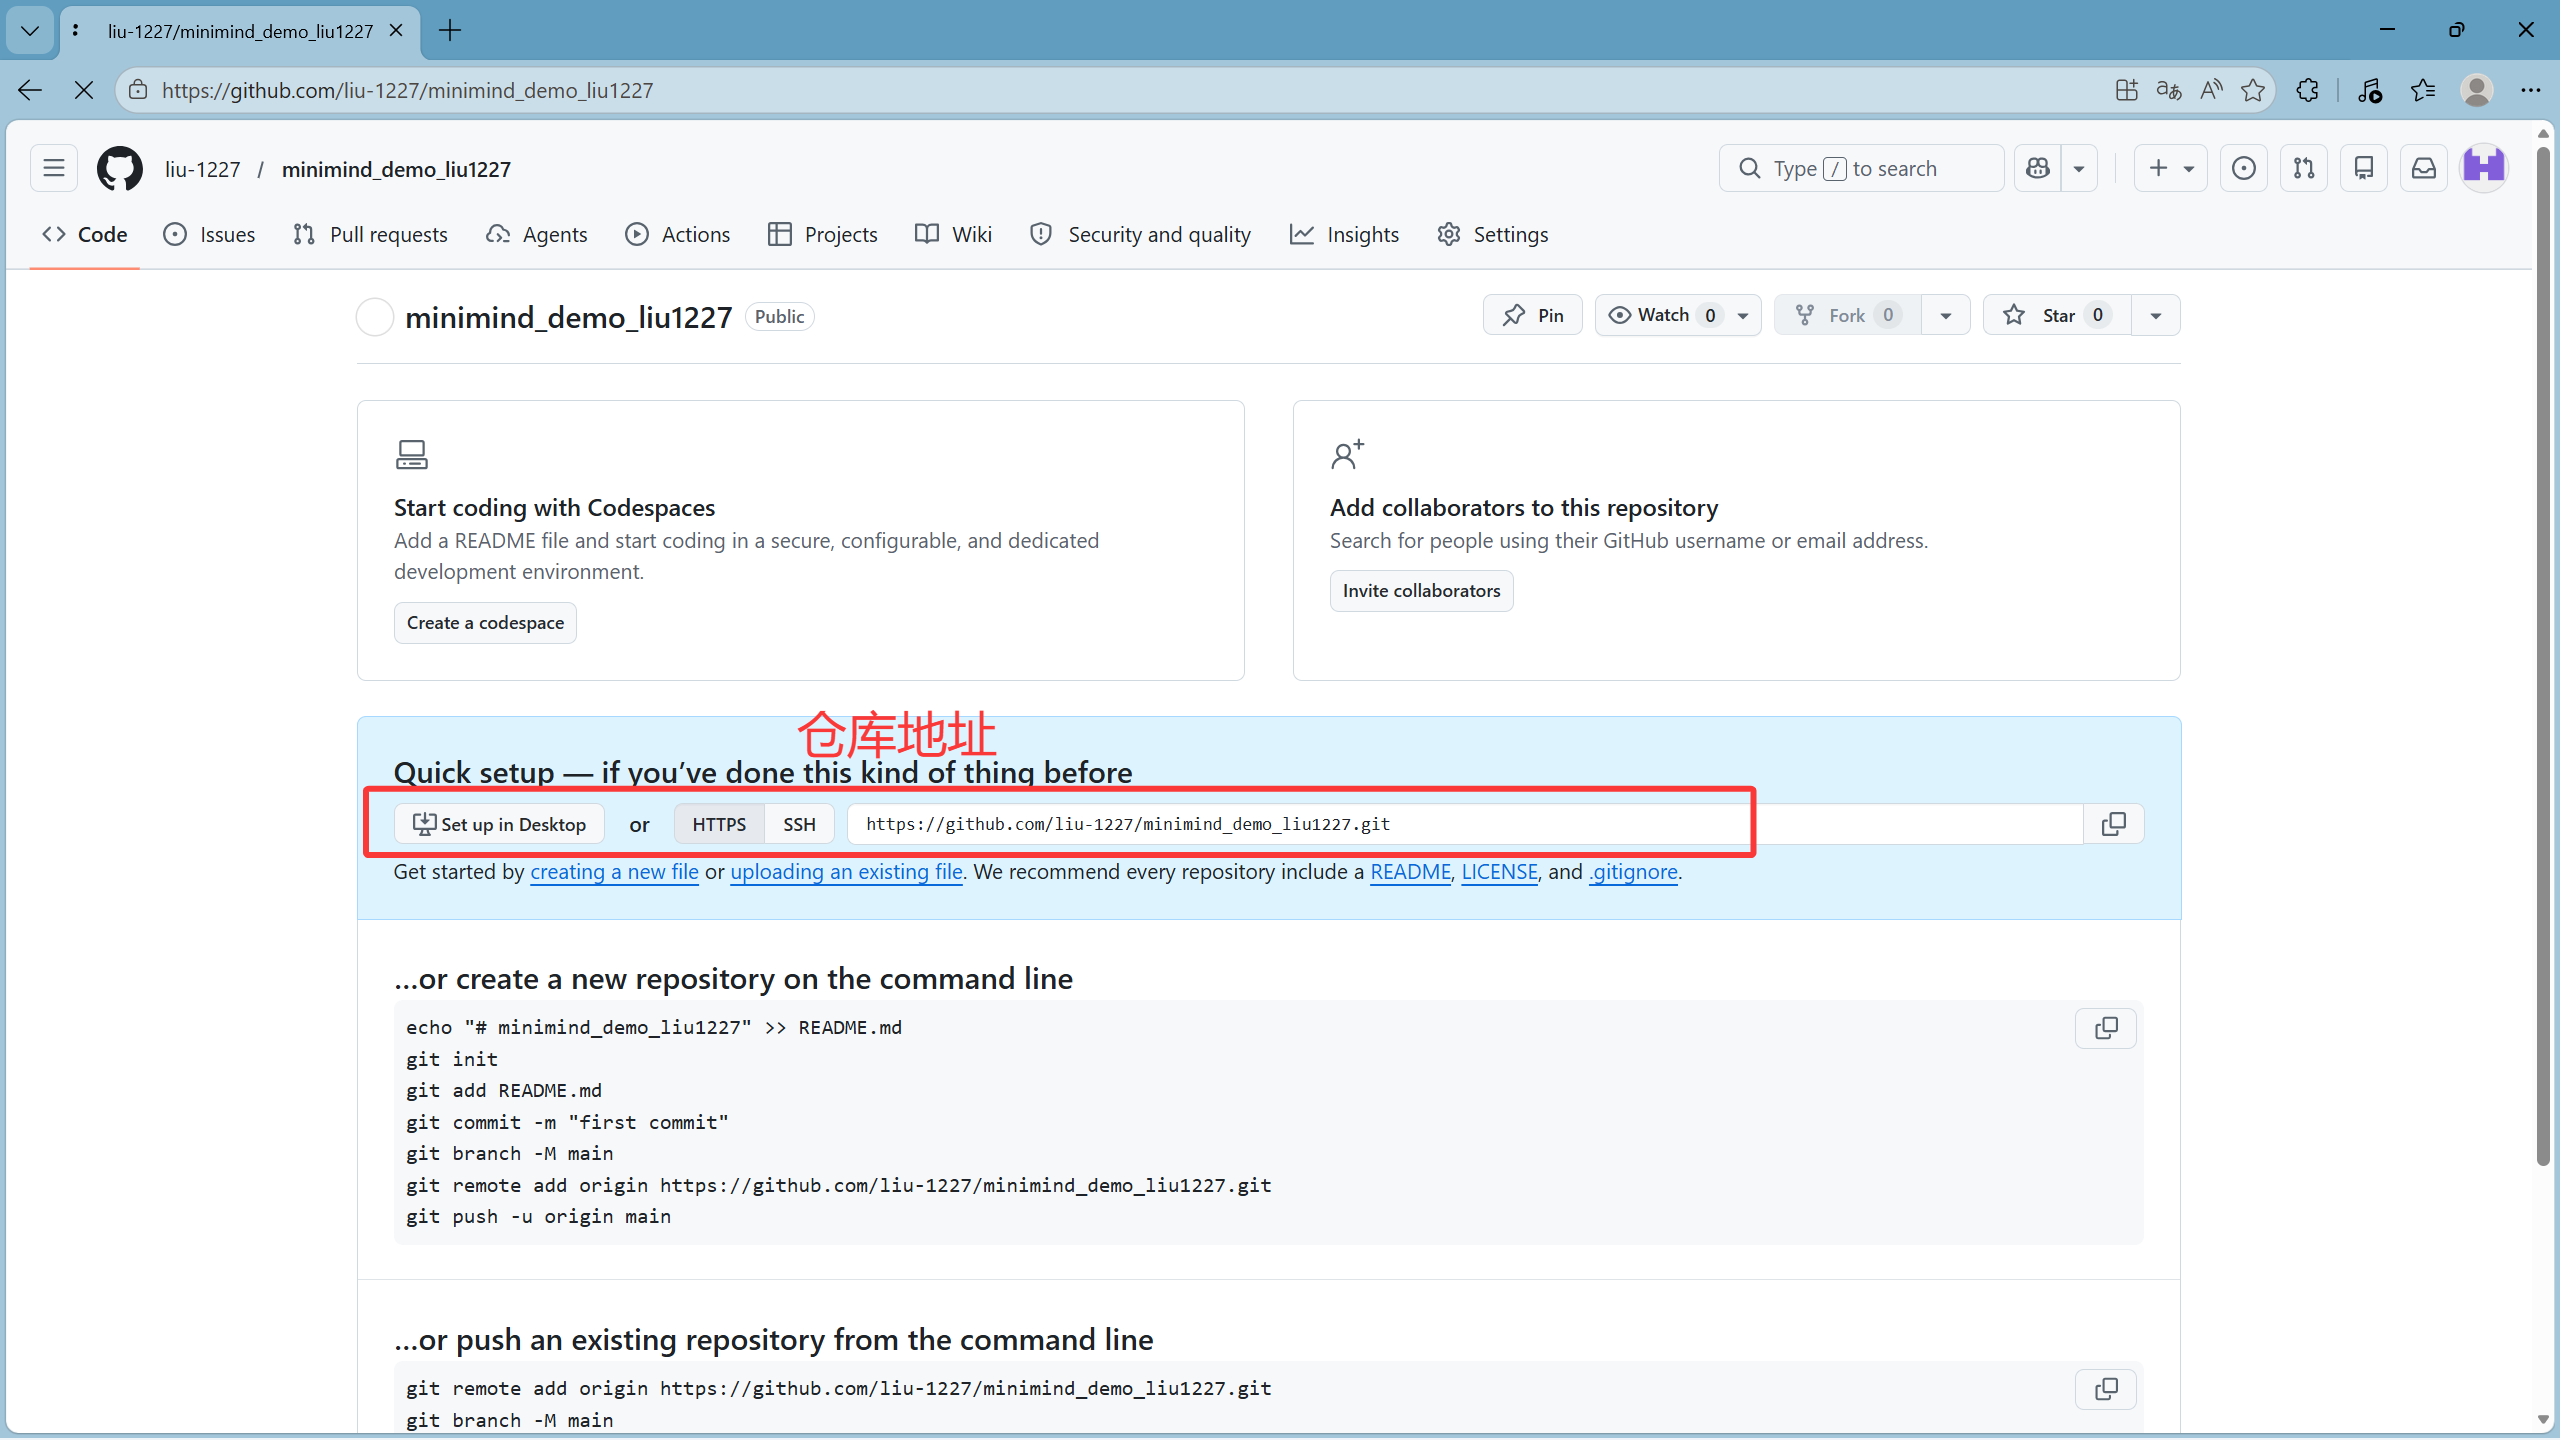 liu-1227/minimind_demo_liu1227
https://github.com/liu-1227/minimind_demo_liu1227
liu-1227 / minimind_demo_liu1227
Type / to search
Code
Issues
Pull requests
Agents
Actions
Projects
Wiki
Security and quality
Insights
Settings
minimind_demo_liu1227 Public
Pin
Watch 0
Fork 0
Star 0
Start coding with Codespaces
Add a README file and start coding in a secure, configurable, and dedicated
development environment.
Create a codespace
Add collaborators to this repository
Search for people using their GitHub username or email address.
Invite collaborators
仓库地址
Quick setup — if you’ve done this kind of thing before
Set up in Desktop or HTTPS SSH https://github.com/liu-1227/minimind_demo_liu1227.git
Get started by creating a new file or uploading an existing file. We recommend every repository include a README, LICENSE, and .gitignore.
…or create a new repository on the command line
echo "# minimind_demo_liu1227" >> README.md
git init
git add README.md
git commit -m "first commit"
git branch -M main
git remote add origin https://github.com/liu-1227/minimind_demo_liu1227.git
git push -u origin main
…or push an existing repository from the command line
git remote add origin https://github.com/liu-1227/minimind_demo_liu1227.git
git branch -M main